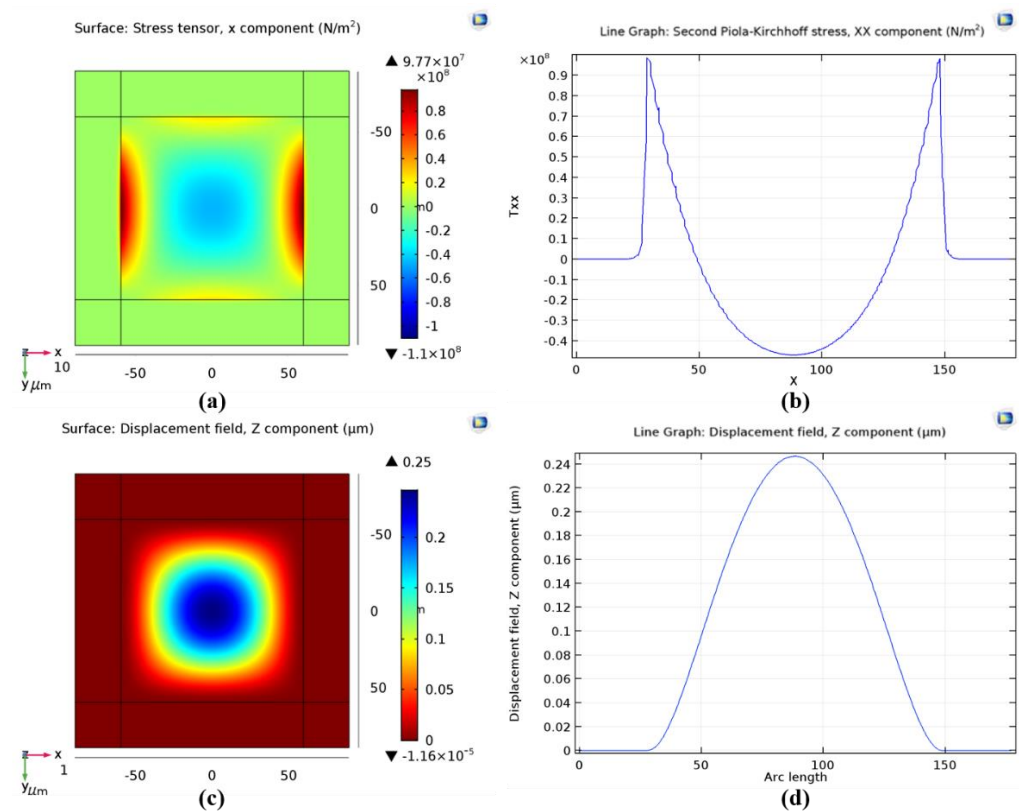 Surface: Stress tensor, x component (N/m²)
▲ 9.77×10⁷
×10⁸
0.8
0.6
0.4
0.2
n0
-0.2
-0.4
-0.6
-0.8
-1
▼ -1.1×10⁸
-50
0
50
z x
y μm
10
-50 0 50
(a)
Line Graph: Second Piola-Kirchhoff stress, XX component (N/m²)
×10⁸
0.9
0.8
0.7
0.6
0.5
0.4
0.3
0.2
0.1
0
-0.1
-0.2
-0.3
-0.4
Txx
0 50 100 150
X
(b)
Surface: Displacement field, Z component (μm)
▲ 0.25
0.2
0.15
n
0.1
0.05
0
▼ -1.16×10⁻⁵
-50
0
50
z x
y μm
1
-50 0 50
(c)
Line Graph: Displacement field, Z component (μm)
0.24
0.22
0.2
0.18
0.16
0.14
0.12
0.1
0.08
0.06
0.04
0.02
0
Displacement field, Z component (μm)
0 50 100 150
Arc length
(d)